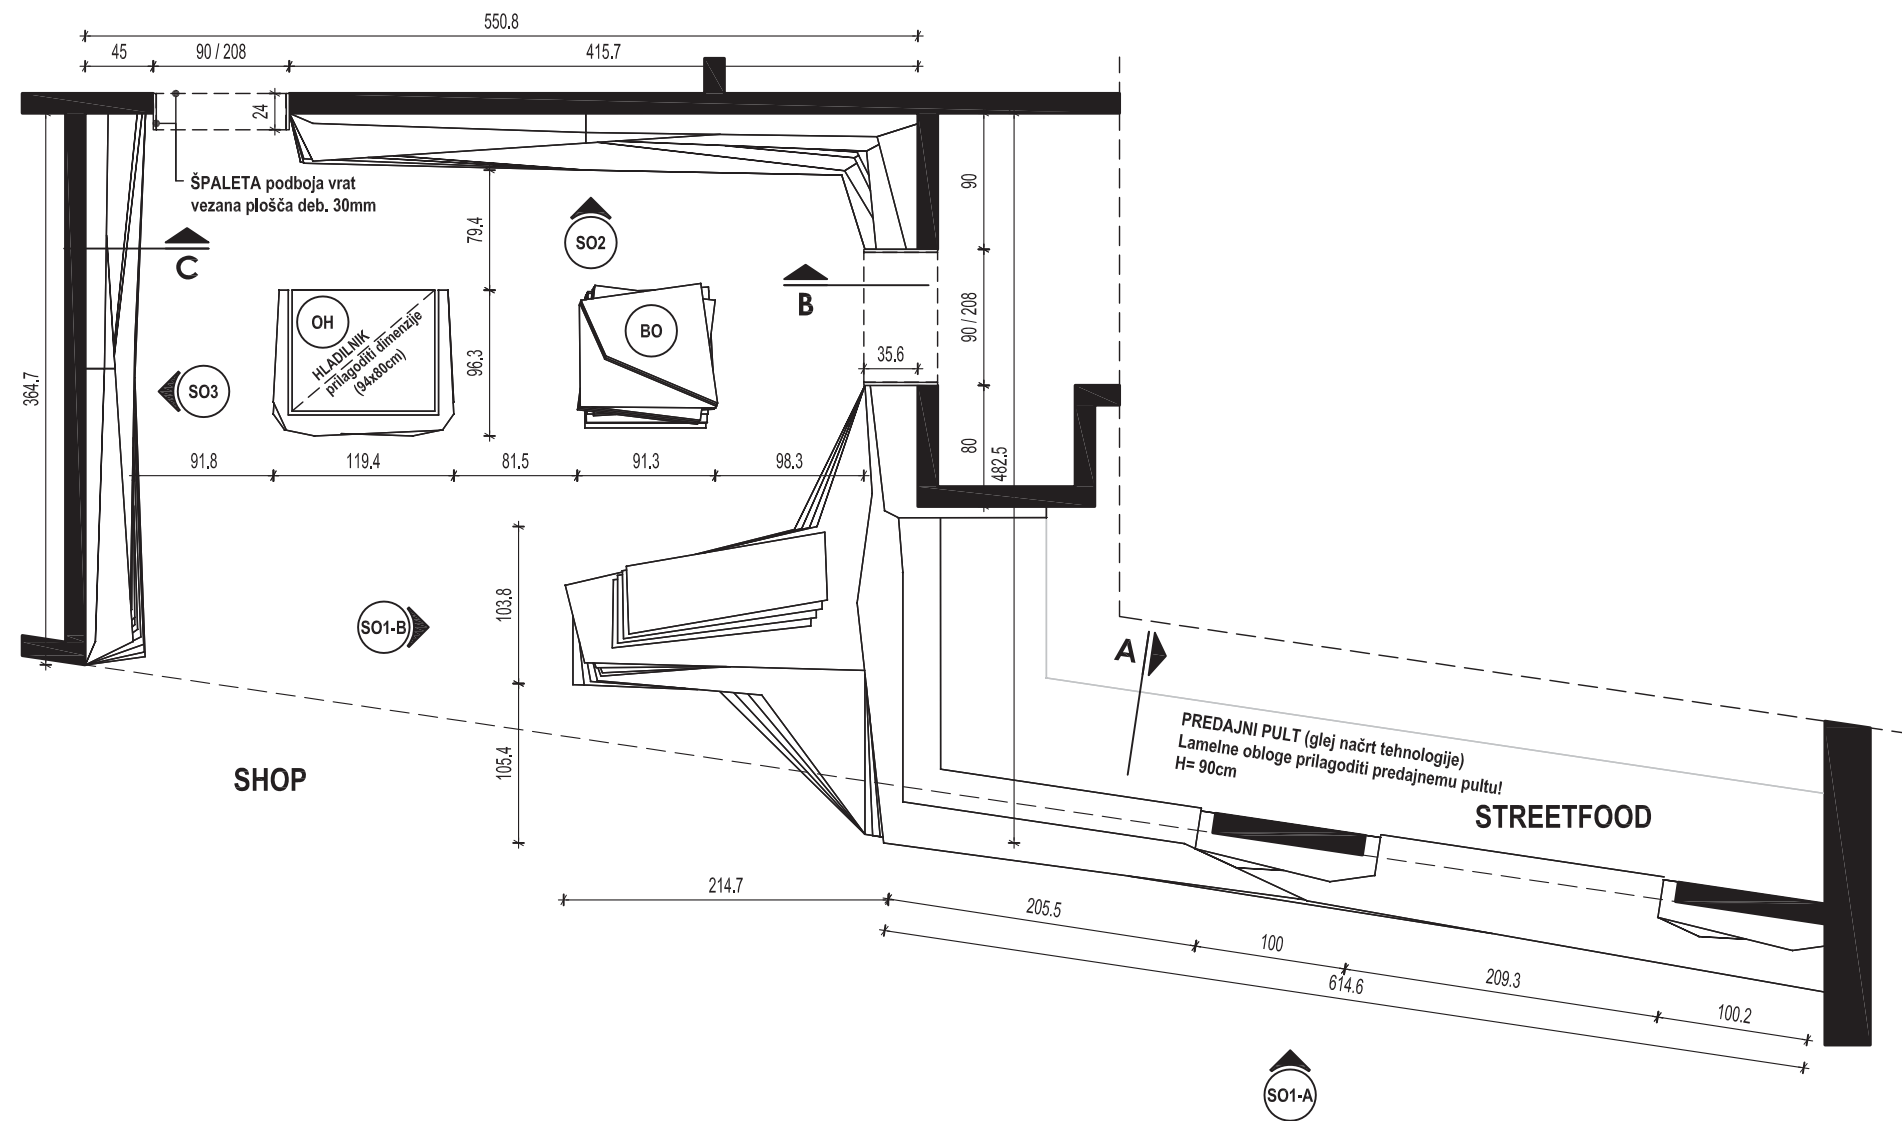 550.8
45
90 / 208
415.7
24
ŠPALETA podboja vrat
vezana plošča deb. 30mm
90
79.4
SO2
C
B
OH
HLADILNIK
prilagoditi dimenzije
(94x80cm)
BO
90 / 208
96.3
35.6
364.7
SO3
80
482.5
91.8
119.4
81.5
91.3
98.3
103.8
SO1-B
A
105.4
PREDAJNI PULT (glej načrt tehnologije)
Lamelne obloge prilagoditi predajnemu pultu!
H= 90cm
SHOP
STREETFOOD
214.7
205.5
100
209.3
614.6
100.2
SO1-A